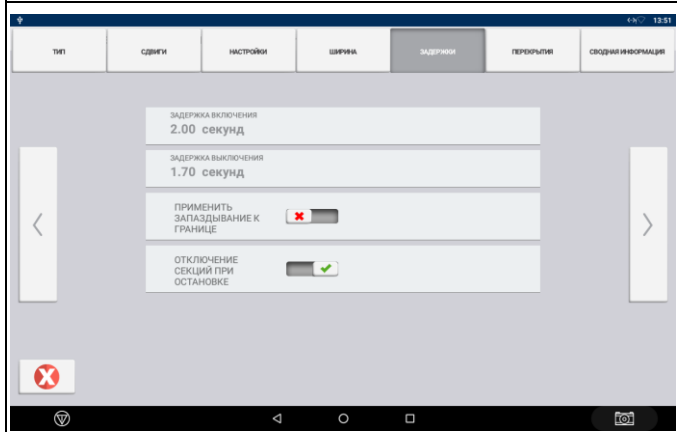 13:51
ТИП
СДВИГИ
НАСТРОЙКИ
ШИРИНА
ЗАДЕРЖКИ
ПЕРЕКРЫТИЯ
СВОДНАЯ ИНФОРМАЦИЯ
ЗАДЕРЖКА ВКЛЮЧЕНИЯ
2.00 секунд
ЗАДЕРЖКА ВЫКЛЮЧЕНИЯ
1.70 секунд
ПРИМЕНИТЬ
ЗАПАЗДЫВАНИЕ К
ГРАНИЦЕ
ОТКЛЮЧЕНИЕ
СЕКЦИЙ ПРИ
ОСТАНОВКЕ